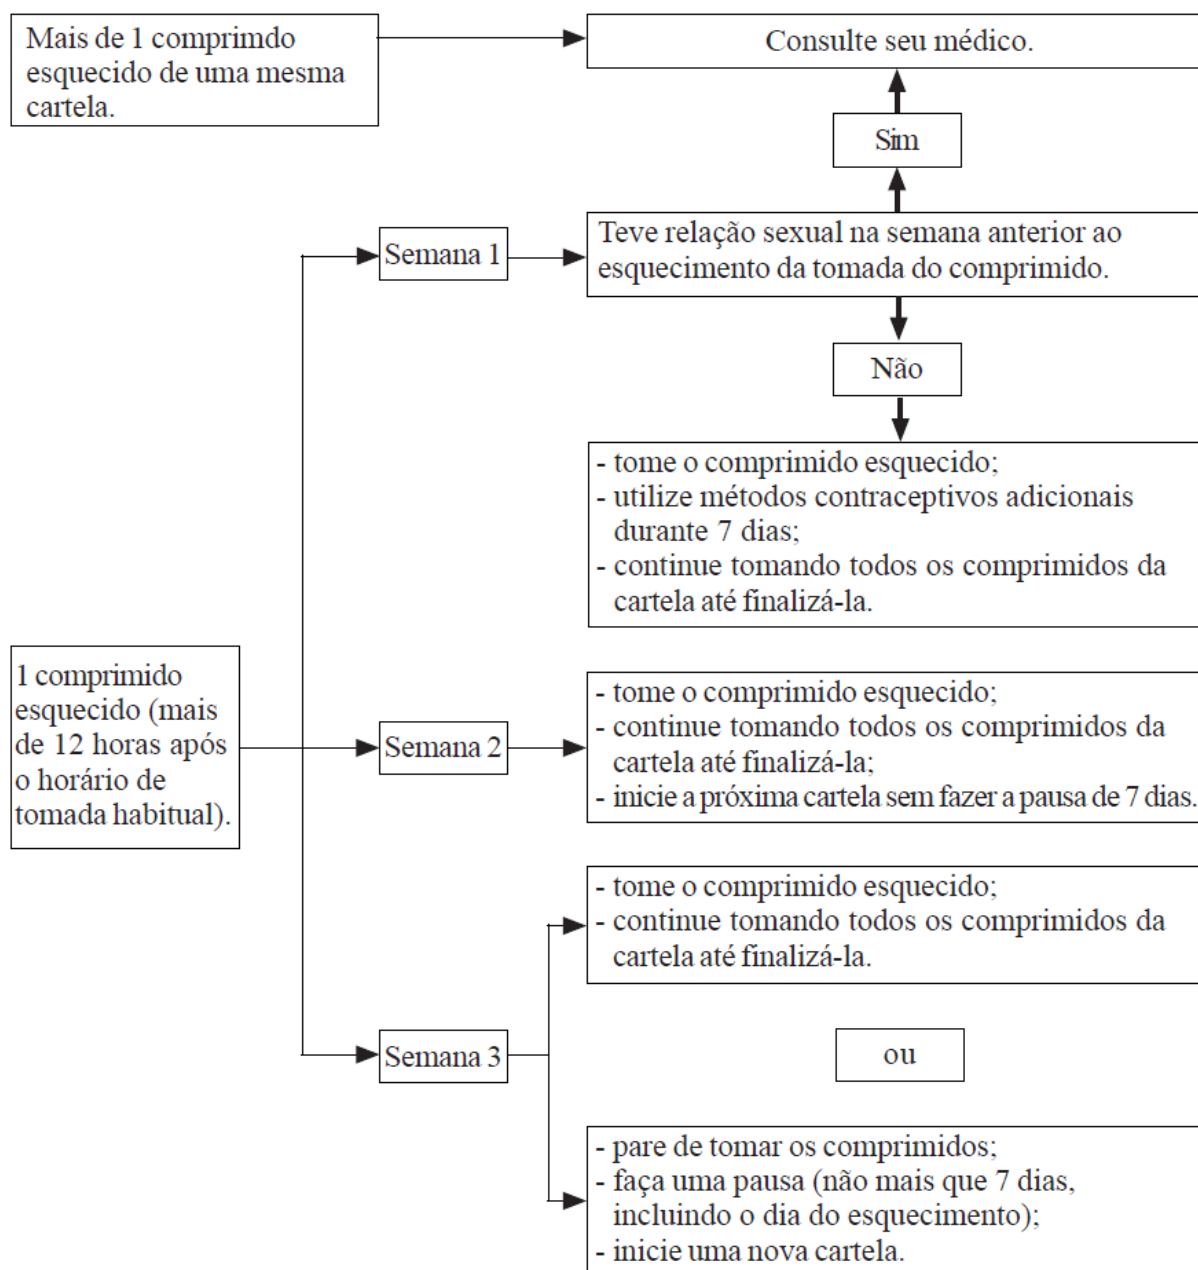 Mais de 1 comprimdo
esquecido de uma mesma
cartela.
Consulte seu médico.
Sim
Semana 1
Teve relação sexual na semana anterior ao
esquecimento da tomada do comprimido.
Não
- tome o comprimido esquecido;
- utilize métodos contraceptivos adicionais
durante 7 dias;
- continue tomando todos os comprimidos da
cartela até finalizá-la.
1 comprimido
esquecido (mais
de 12 horas após
o horário de
tomada habitual).
Semana 2
- tome o comprimido esquecido;
- continue tomando todos os comprimidos da
cartela até finalizá-la;
- inicie a próxima cartela sem fazer a pausa de 7 dias.
Semana 3
- tome o comprimido esquecido;
- continue tomando todos os comprimidos da
cartela até finalizá-la.
ou
- pare de tomar os comprimidos;
- faça uma pausa (não mais que 7 dias,
incluindo o dia do esquecimento);
- inicie uma nova cartela.